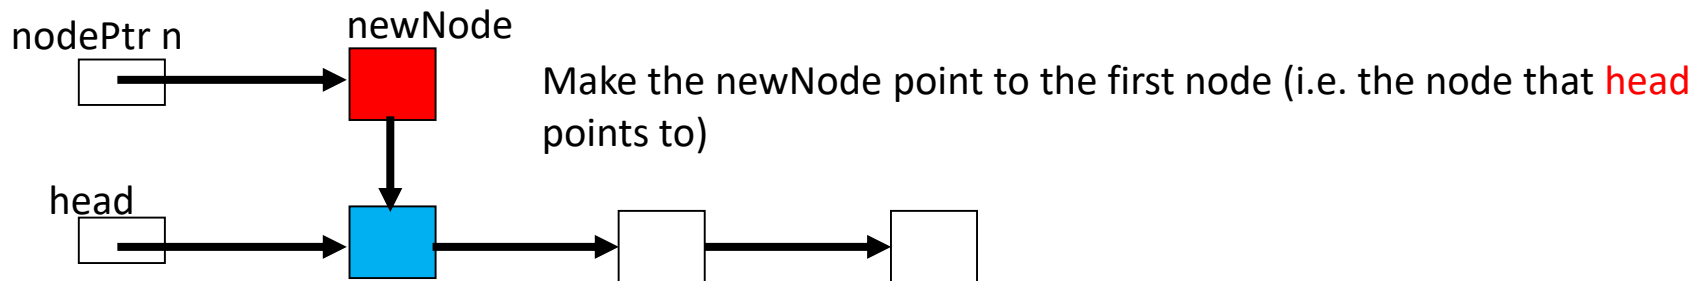 nodePtr n
newNode
Make the newNode point to the first node (i.e. the node that head
points to)
head